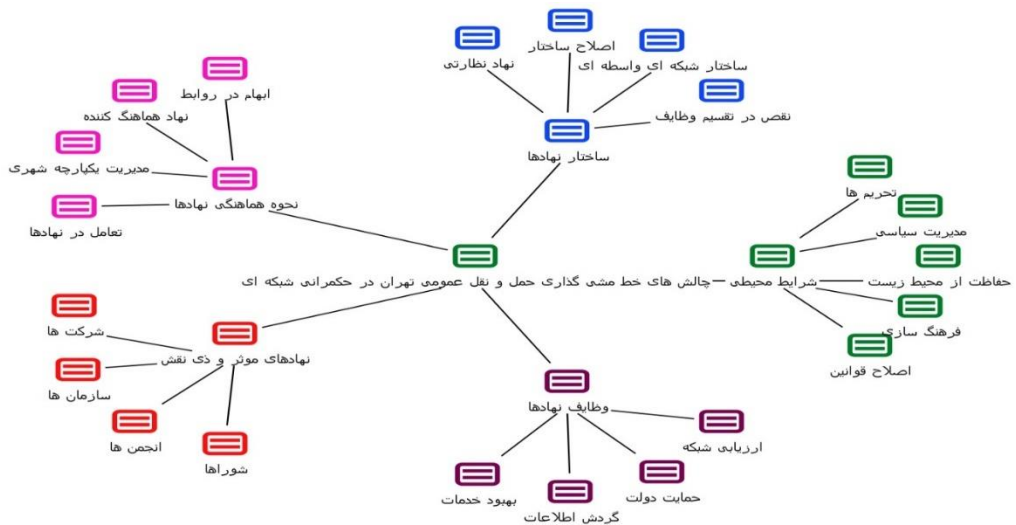 اصلاح ساختار
نهاد نظارتی
ساختار شبکه ای واسطه ای
نقص در تقسیم وظایف
ساختار نهادها
ابهام در روابط
نهاد هماهنگ کننده
مدیریت یکپارچه شهری
تعامل در نهادها
نحوه هماهنگی نهادها
تحریم ها
مدیریت سیاسی
حفاظت از محیط زیست
فرهنگ سازی
اصلاح قوانین
شرایط محیطی
چالش های خط مشی گذاری حمل و نقل عمومی تهران در حکمرانی شبکه ای
شرکت ها
سازمان ها
انجمن ها
شوراها
نهادهای موثر و ذی نقش
وظایف نهادها
ارزیابی شبکه
حمایت دولت
گردش اطلاعات
بهبود خدمات